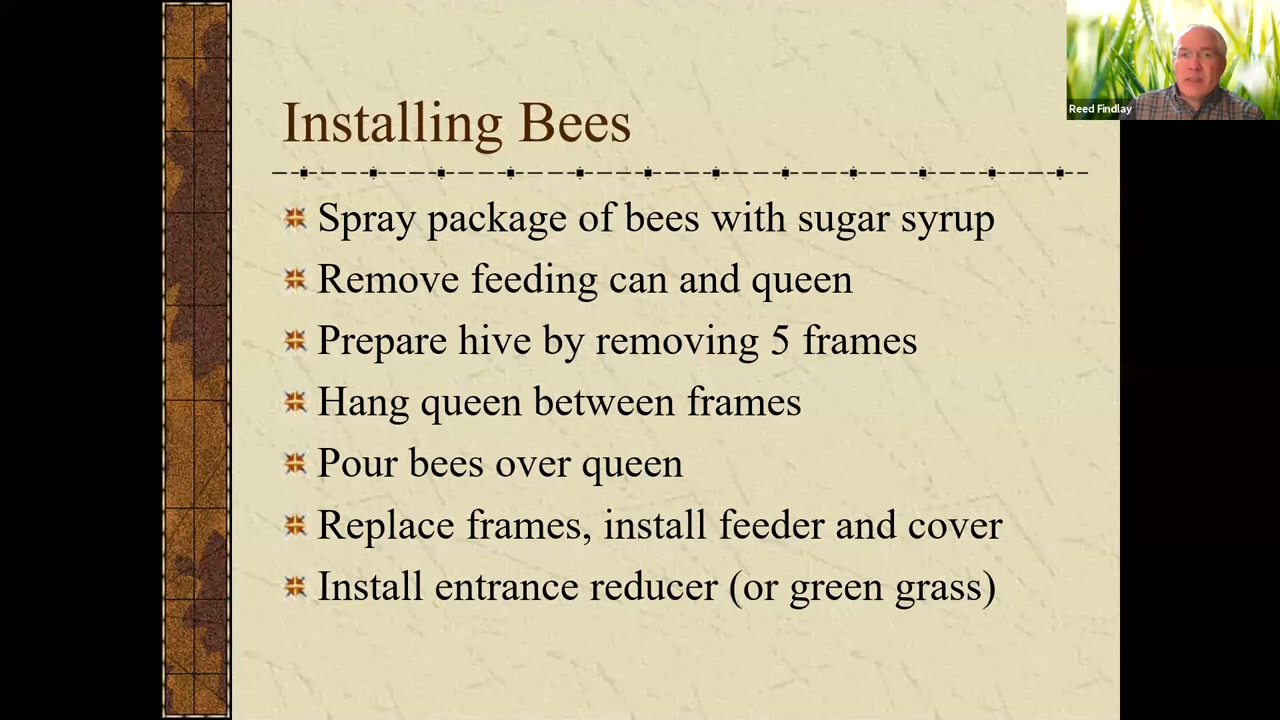 Reed Findlay
Installing Bees
Spray package of bees with sugar syrup
Remove feeding can and queen
Prepare hive by removing 5 frames
Hang queen between frames
Pour bees over queen
Replace frames, install feeder and cover
Install entrance reducer (or green grass)